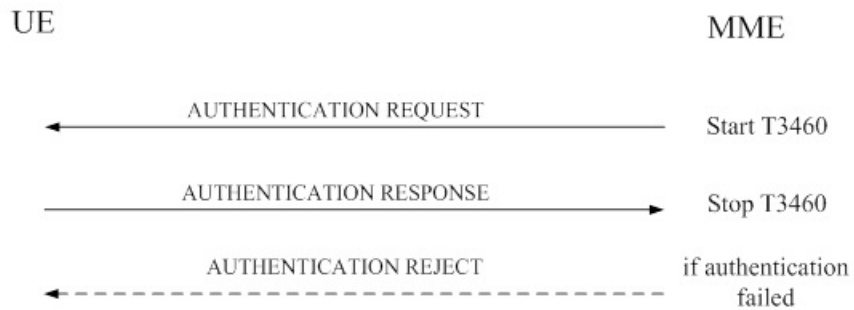 UE
MME
AUTHENTICATION REQUEST
Start T3460
AUTHENTICATION RESPONSE
Stop T3460
AUTHENTICATION REJECT
if authentication
failed